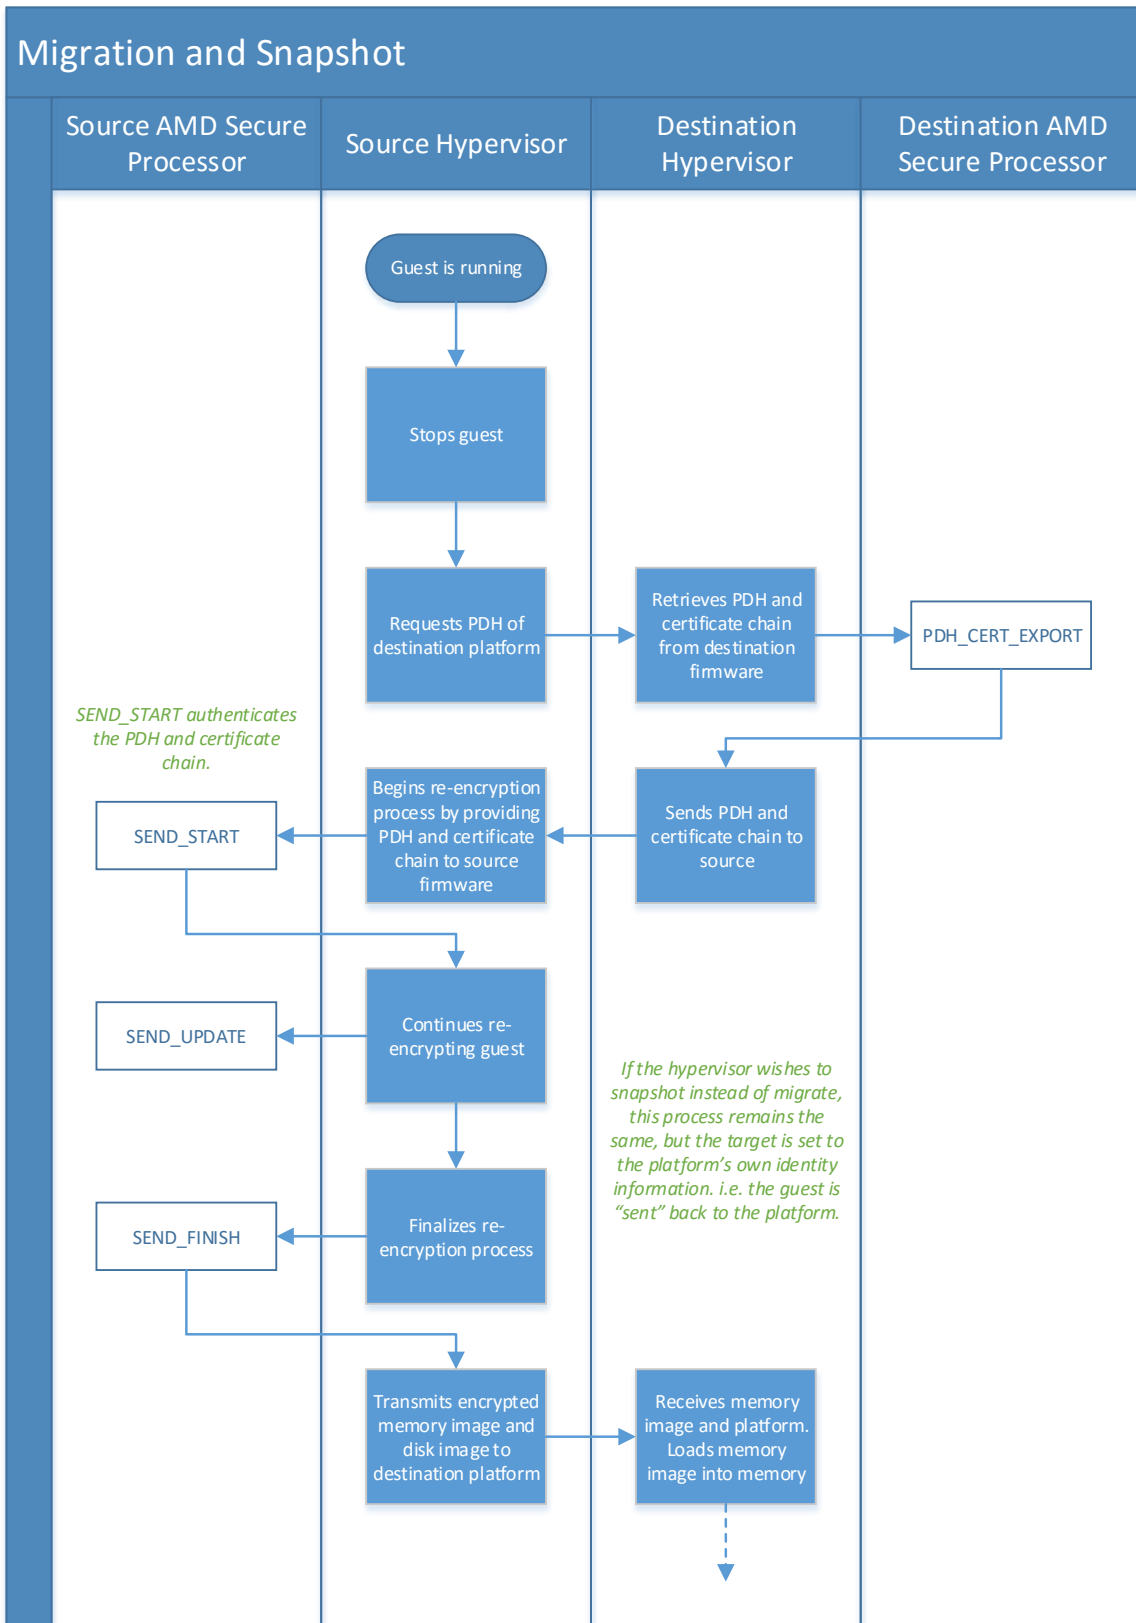 Migration and Snapshot
Source AMD Secure
Processor
Source Hypervisor
Destination
Hypervisor
Destination AMD
Secure Processor
Guest is running
Stops guest
Requests PDH of
destination platform
Retrieves PDH and
certificate chain
from destination
firmware
PDH_CERT_EXPORT
SEND_START authenticates
the PDH and certificate
chain.
SEND_START
Begins re-encryption
process by providing
PDH and certificate
chain to source
firmware
Sends PDH and
certificate chain to
source
SEND_UPDATE
Continues re-
encrypting guest
If the hypervisor wishes to
snapshot instead of migrate,
this process remains the
same, but the target is set to
the platform’s own identity
information. i.e. the guest is
“sent” back to the platform.
SEND_FINISH
Finalizes re-
encryption process
Transmits encrypted
memory image and
disk image to
destination platform
Receives memory
image and platform.
Loads memory
image into memory